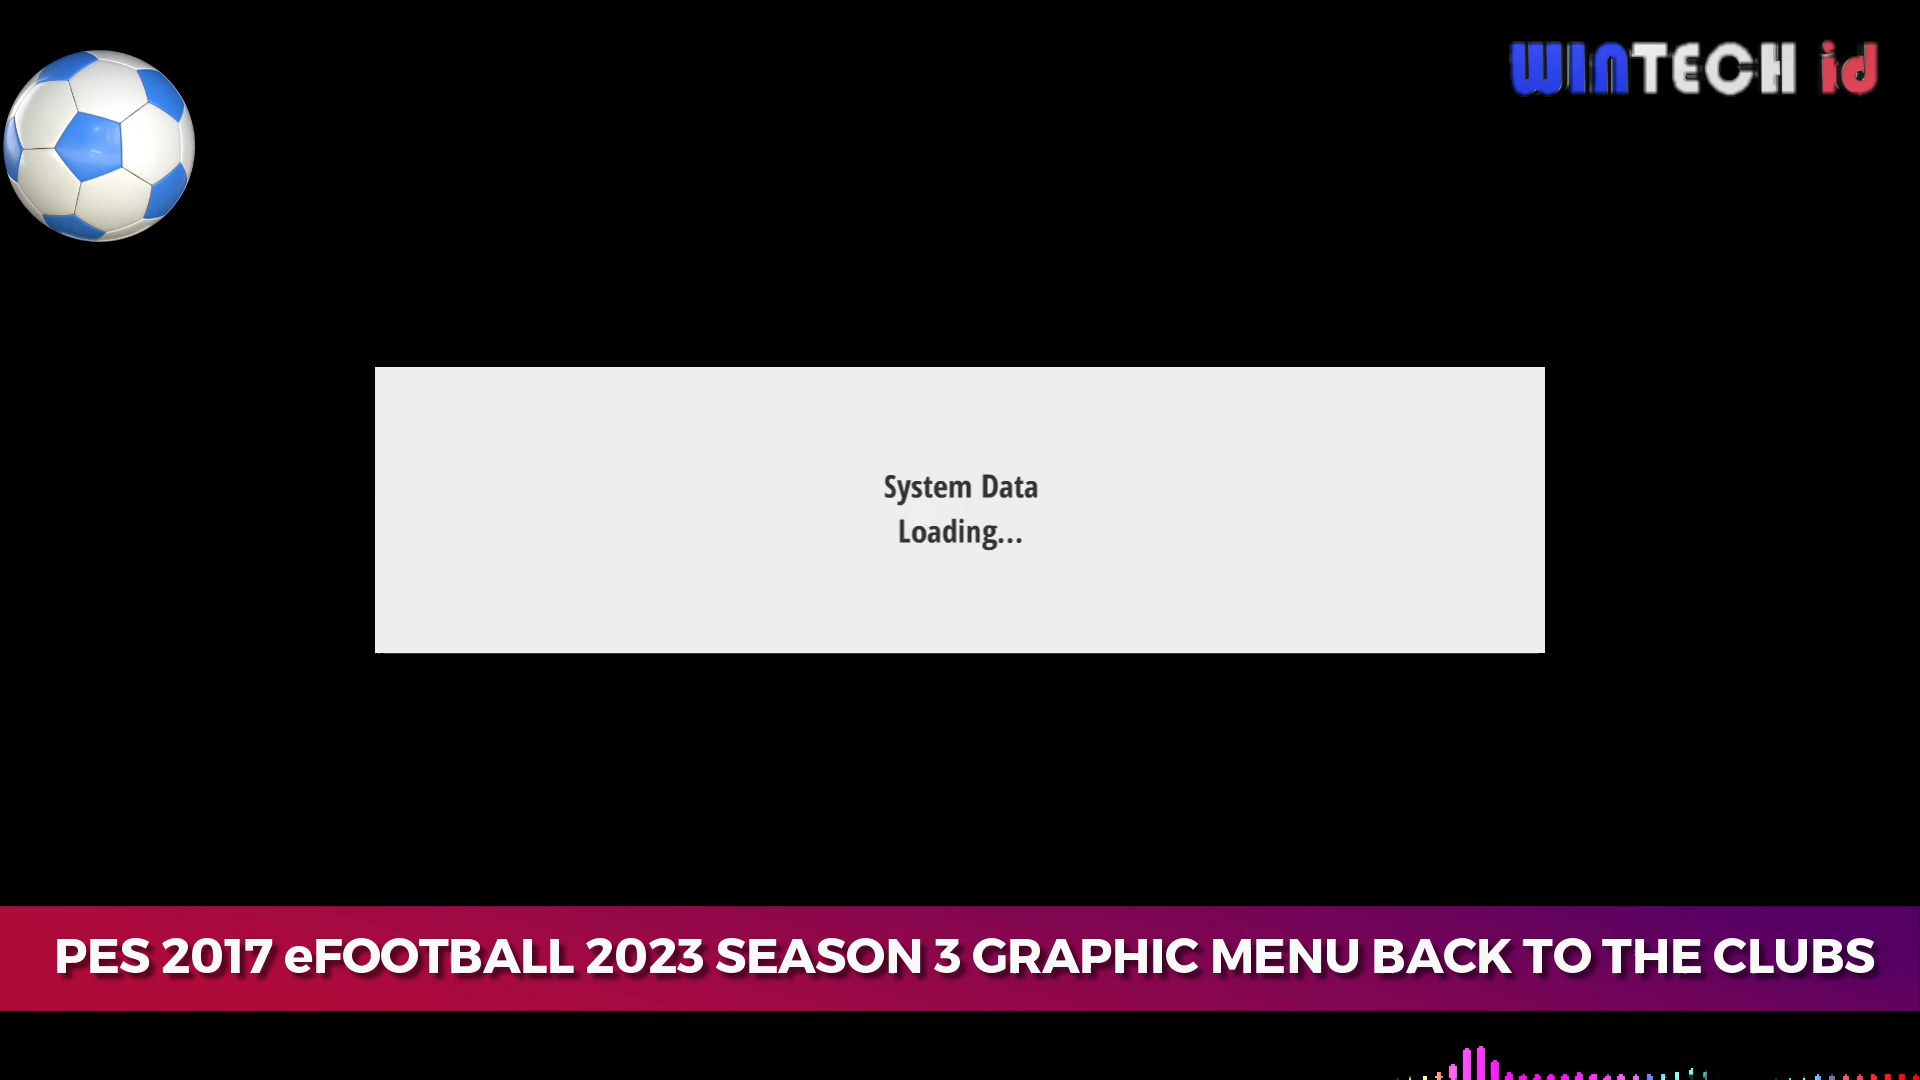 WINTECH id
System Data
Loading...
PES 2017 eFOOTBALL 2023 SEASON 3 GRAPHIC MENU BACK TO THE CLUBS